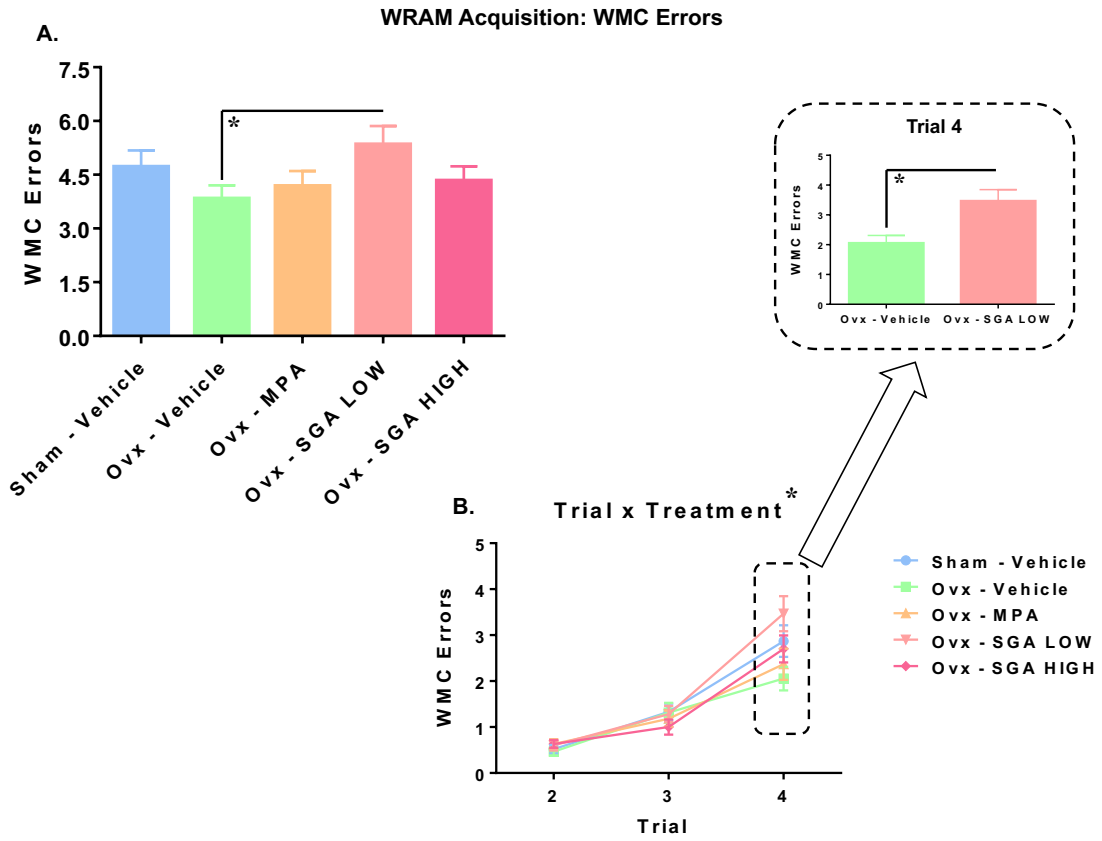 WRAM Acquisition: WMC Errors
A.
WMC Errors
7.5
6.0
4.5
3.0
1.5
0.0
*
Sham - Vehicle
Ovx - Vehicle
Ovx - MPA
Ovx - SGA LOW
Ovx - SGA HIGH
Trial 4
WMC Errors
5
4
3
2
1
0
*
Ovx - Vehicle
Ovx - SGA LOW
B.
Trial x Treatment*
WMC Errors
5
4
3
2
1
0
2
3
4
Trial
Sham - Vehicle
Ovx - Vehicle
Ovx - MPA
Ovx - SGA LOW
Ovx - SGA HIGH